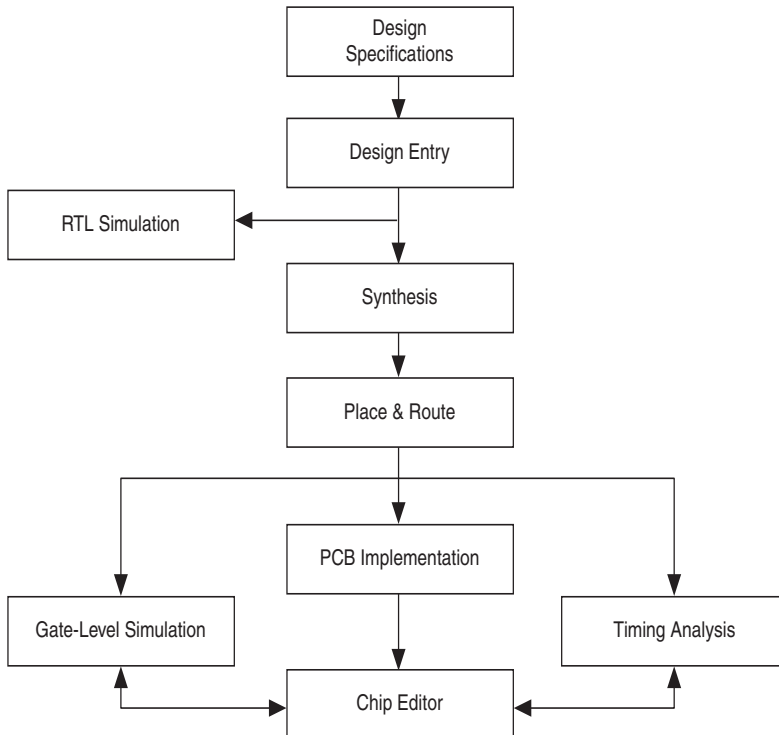 Design
Specifications
Design Entry
RTL Simulation
Synthesis
Place & Route
PCB Implementation
Gate-Level Simulation
Timing Analysis
Chip Editor